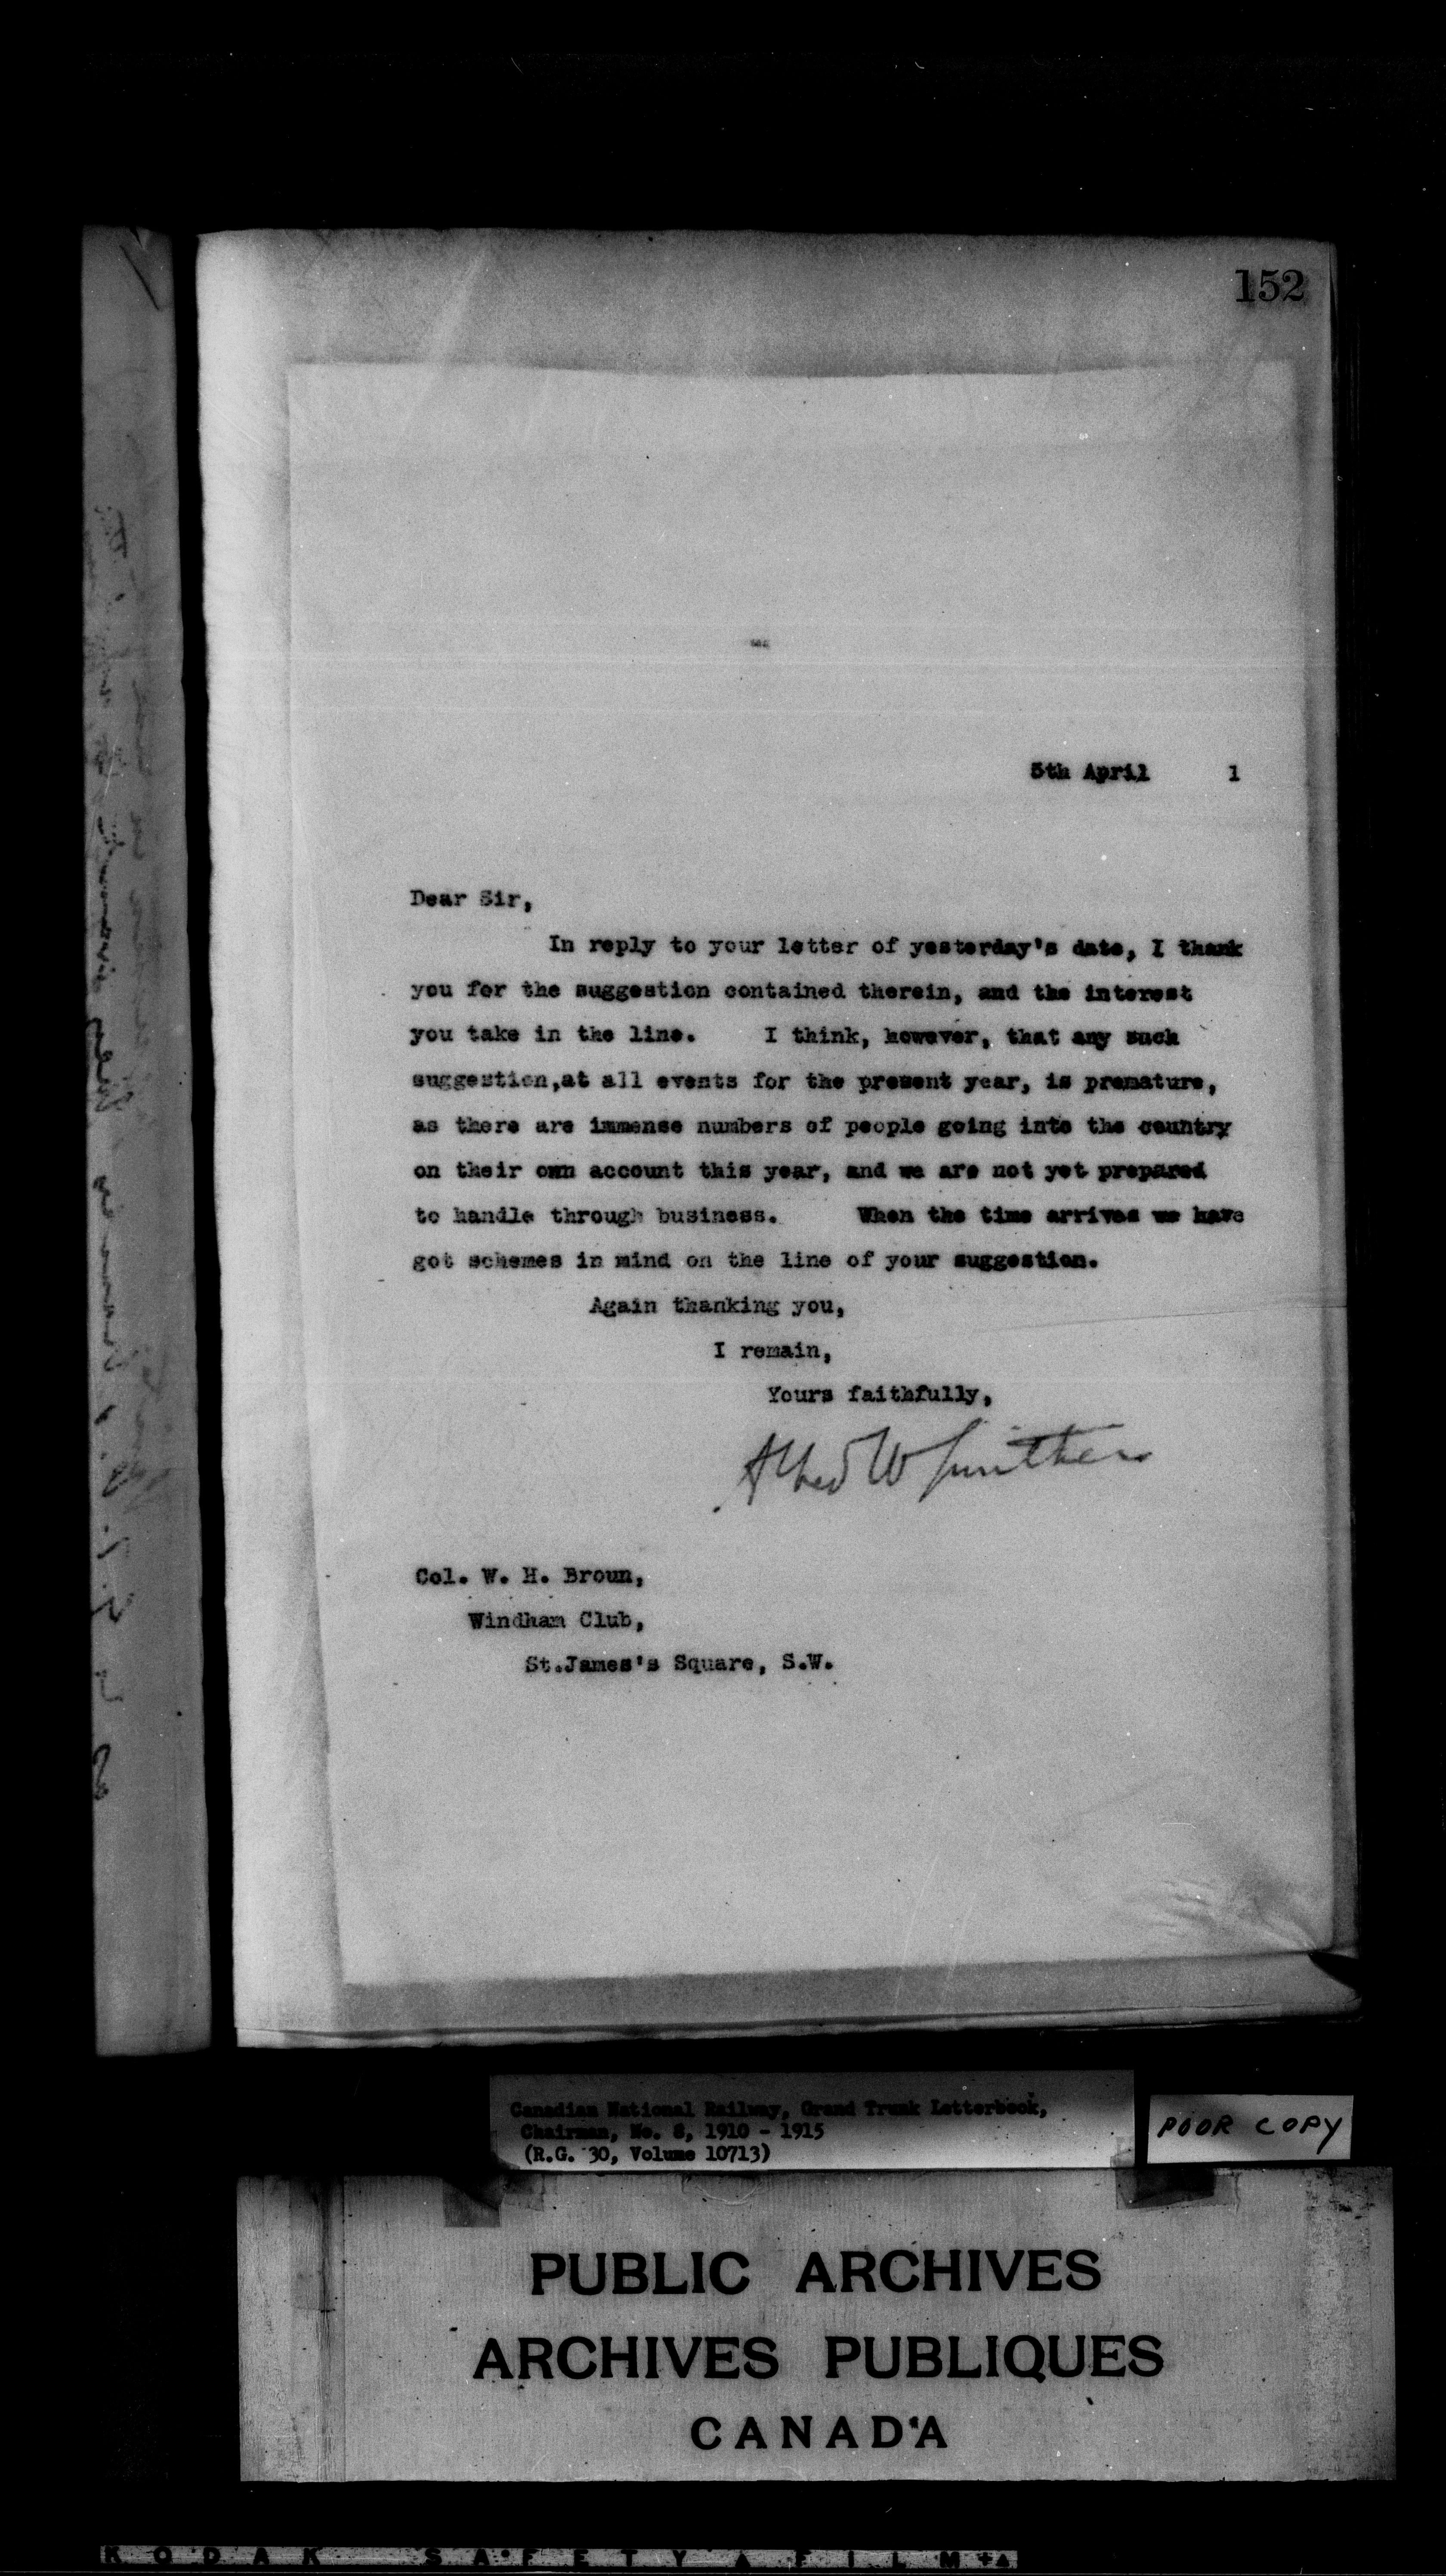 152
5th April 1
Dear Sir,
In reply to your letter of yesterday's date, I thank
you for the suggestion contained therein, and the interest
you take in the line. I think, however, that any such
suggestion,at all events for the present year, is premature,
as there are immense numbers of people going into the country
on their own account this year, and we are not yet prepared
to handle through business. When the time arrives we have
got schemes in mind on the line of your suggestion.
Again thanking you,
I remain,
Yours faithfully,
Alfred W Smithers
Col. W. H. Broun,
Windham Club,
St.James's Square, S.W.
Canadian National Railway, Grand Trunk Letterbook,
Chairman, No. 8, 1910 - 1915
(R.G. 30, Volume 10713)
POOR COPY
PUBLIC ARCHIVES
ARCHIVES PUBLIQUES
CANADA
KODAK SAFETY FILM